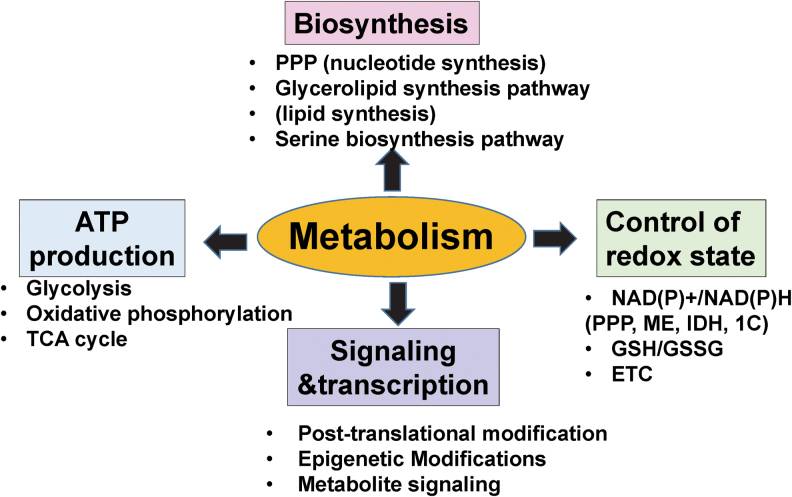 Biosynthesis
• PPP (nucleotide synthesis)
• Glycerolipid synthesis pathway
• (lipid synthesis)
• Serine biosynthesis pathway
ATP
production
• Glycolysis
• Oxidative phosphorylation
• TCA cycle
Metabolism
Control of
redox state
• NAD(P)+/NAD(P)H
(PPP, ME, IDH, 1C)
• GSH/GSSG
• ETC
Signaling
&transcription
• Post-translational modification
• Epigenetic Modifications
• Metabolite signaling